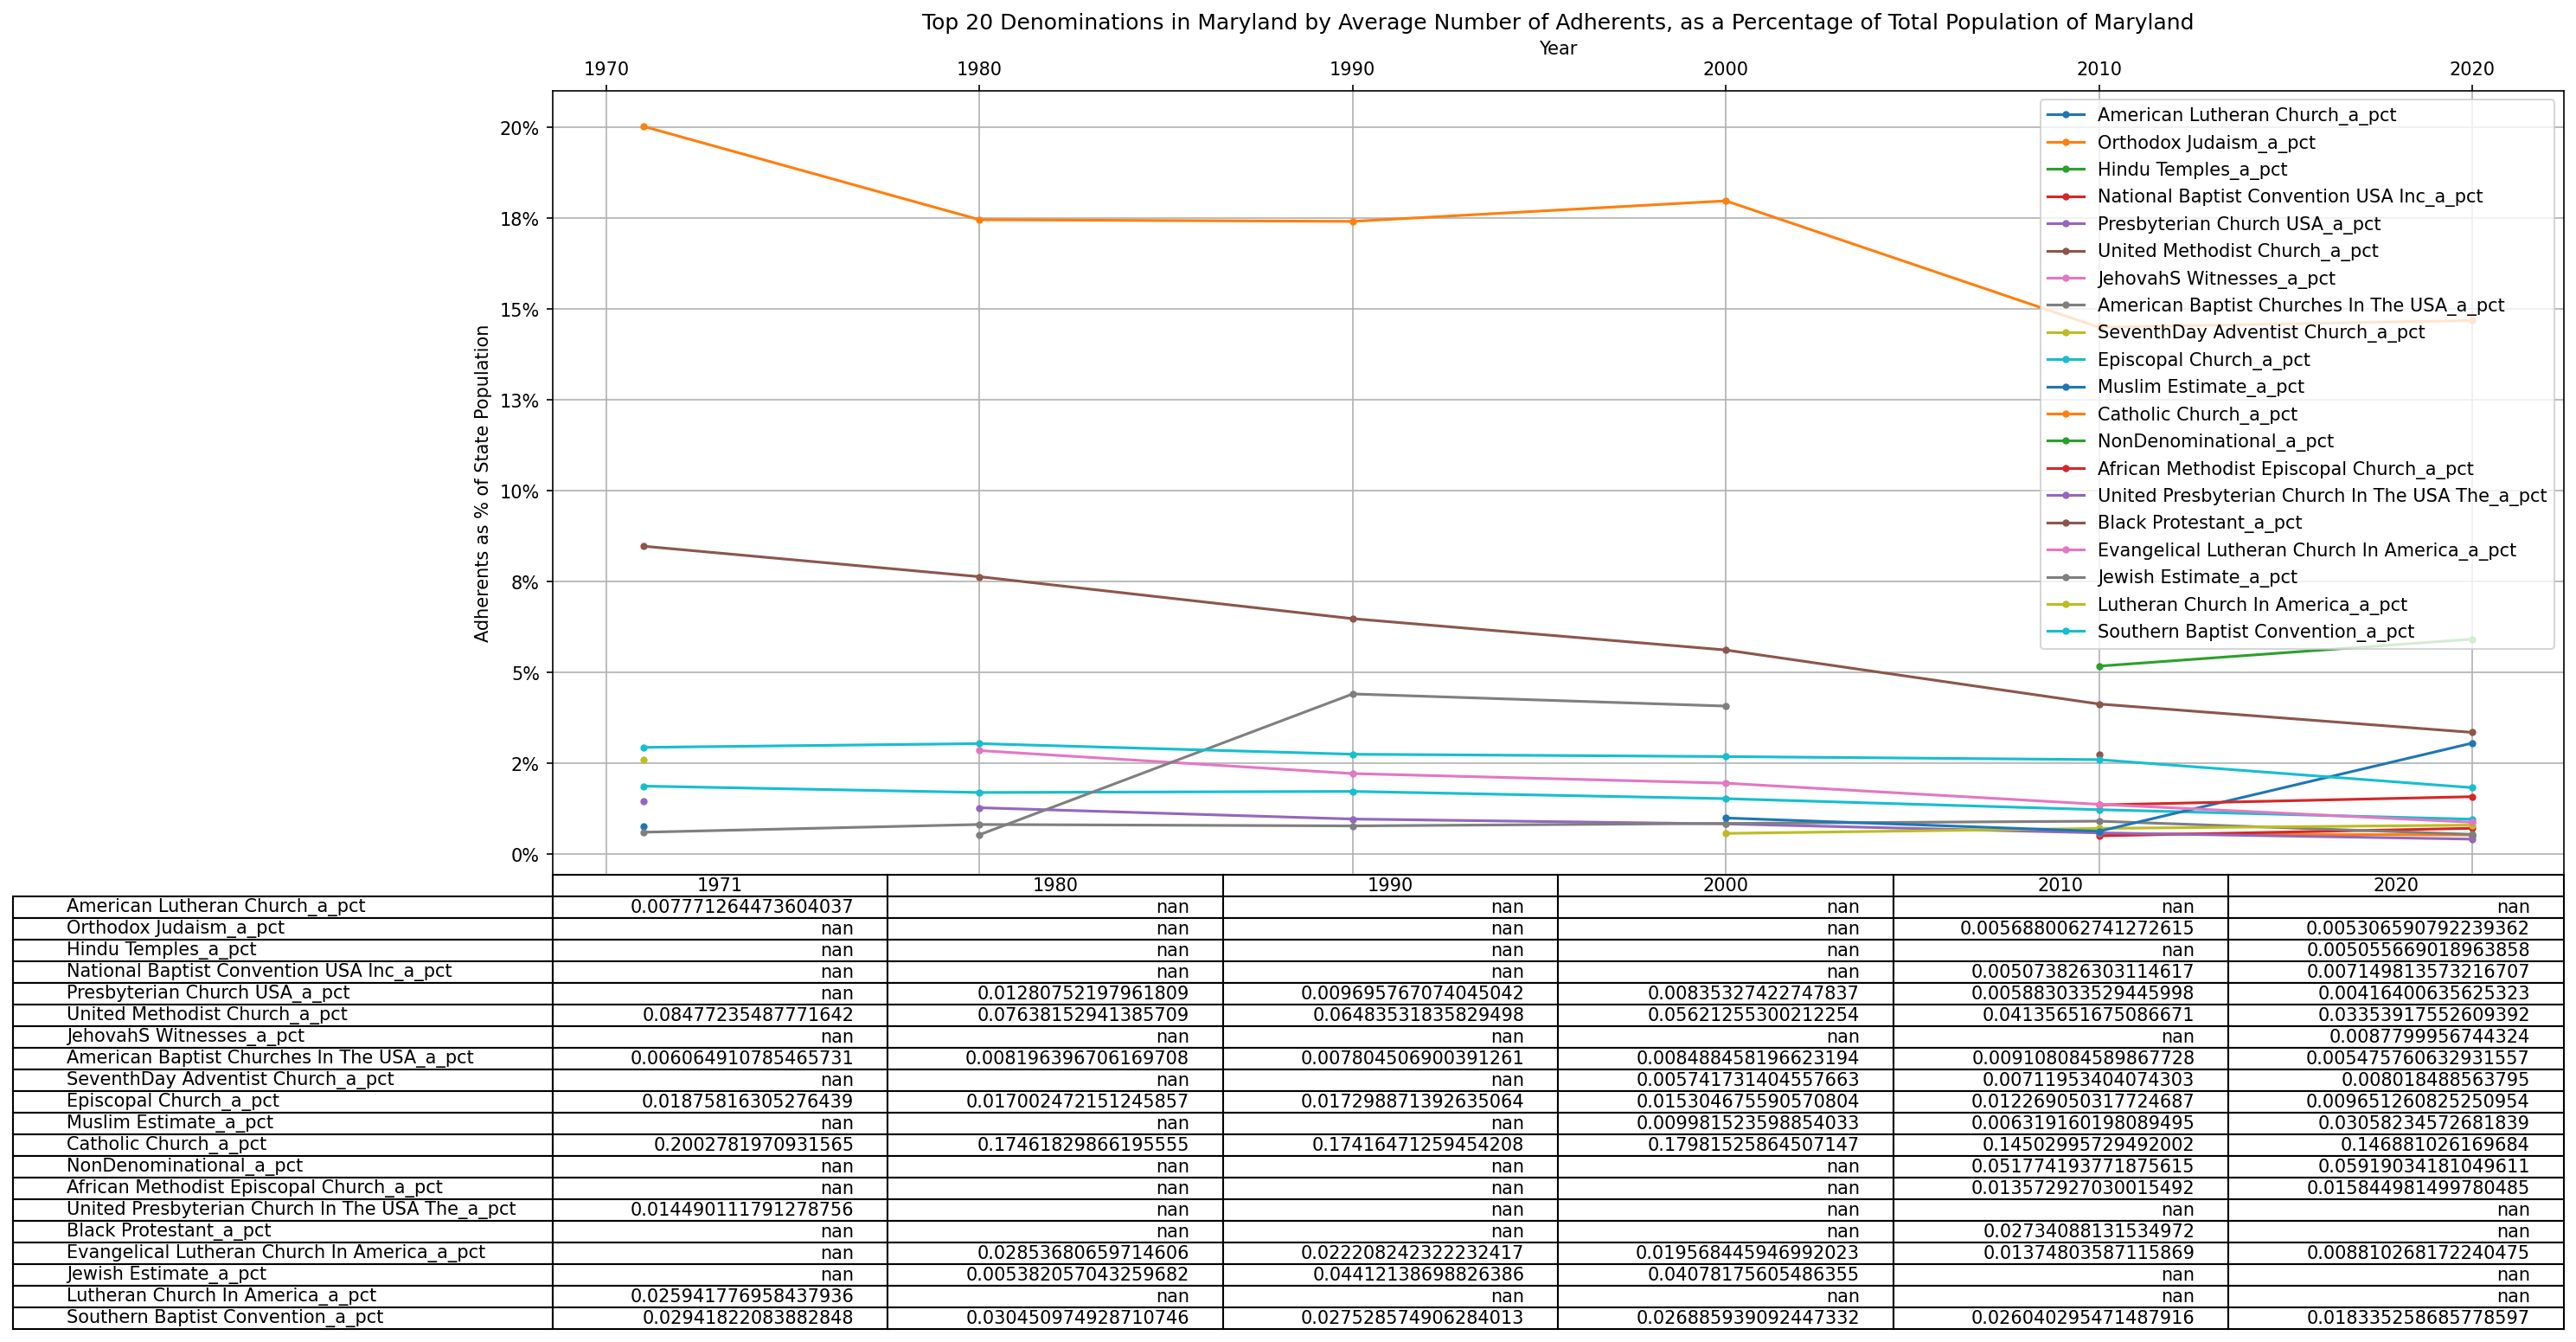 Top 20 Denominations in Maryland by Average Number of Adherents, as a Percentage of Total Population of Maryland
Year
1970 1980 1990 2000 2010 2020
Adherents as % of State Population
20%
18%
15%
13%
10%
8%
5%
2%
0%
American Lutheran Church_a_pct
Orthodox Judaism_a_pct
Hindu Temples_a_pct
National Baptist Convention USA Inc_a_pct
Presbyterian Church USA_a_pct
United Methodist Church_a_pct
JehovahS Witnesses_a_pct
American Baptist Churches In The USA_a_pct
SeventhDay Adventist Church_a_pct
Episcopal Church_a_pct
Muslim Estimate_a_pct
Catholic Church_a_pct
NonDenominational_a_pct
African Methodist Episcopal Church_a_pct
United Presbyterian Church In The USA The_a_pct
Black Protestant_a_pct
Evangelical Lutheran Church In America_a_pct
Jewish Estimate_a_pct
Lutheran Church In America_a_pct
Southern Baptist Convention_a_pct
1971 1980 1990 2000 2010 2020
American Lutheran Church_a_pct 0.007771264473604037 nan nan nan nan nan
Orthodox Judaism_a_pct nan nan nan nan 0.0056880062741272615 0.005306590792239362
Hindu Temples_a_pct nan nan nan nan nan 0.005055669018963858
National Baptist Convention USA Inc_a_pct nan nan nan nan 0.005073826303114617 0.007149813573216707
Presbyterian Church USA_a_pct nan 0.01280752197961809 0.009695767074045042 0.00835327422747837 0.005883033529445998 0.00416400635625323
United Methodist Church_a_pct 0.08477235487771642 0.07638152941385709 0.06483531835829498 0.05621255300212254 0.04135651675086671 0.03353917552609392
JehovahS Witnesses_a_pct nan nan nan nan nan 0.00877999567443​24
American Baptist Churches In The USA_a_pct 0.006064910785465731 0.008196396706169708 0.007804506900391261 0.008488458196623194 0.009108084589867728 0.005475760632931557
SeventhDay Adventist Church_a_pct nan nan nan 0.005741731404557663 0.00711953404074303 0.008018488563795
Episcopal Church_a_pct 0.01875816305276439 0.017002472151245857 0.017298871392635064 0.015304675590570804 0.012269050317724687 0.009651260825250954
Muslim Estimate_a_pct nan nan nan 0.009981523598854033 0.006319160198089495 0.03058234572681839
Catholic Church_a_pct 0.2002781970931565 0.17461829866195555 0.17416471259454208 0.17981523864507147 0.14502995729492002 0.146881026169684
NonDenominational_a_pct nan nan nan nan 0.051774193771875615 0.05919034181049611
African Methodist Episcopal Church_a_pct nan nan nan nan 0.013572927030015492 0.015844981499780485
United Presbyterian Church In The USA The_a_pct 0.014490111791278756 nan nan nan nan nan
Black Protestant_a_pct nan nan nan nan 0.02734088131534972 nan
Evangelical Lutheran Church In America_a_pct nan 0.02853680659714606 0.022208242322232417 0.019568445946992023 0.01374803587115869 0.008810268172240475
Jewish Estimate_a_pct nan 0.005382057043259682 0.04412138698826386 0.04078175605486355 nan nan
Lutheran Church In America_a_pct 0.025941776958437936 nan nan nan nan nan
Southern Baptist Convention_a_pct 0.02941822083882848 0.030450974928710746 0.027528574906284013 0.026885939092447332 0.026040295471487916 0.018335258685778597